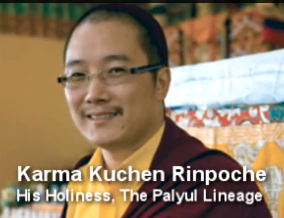 Karma Kuchen Rinpoche
His Holiness, The Palyul Lineage